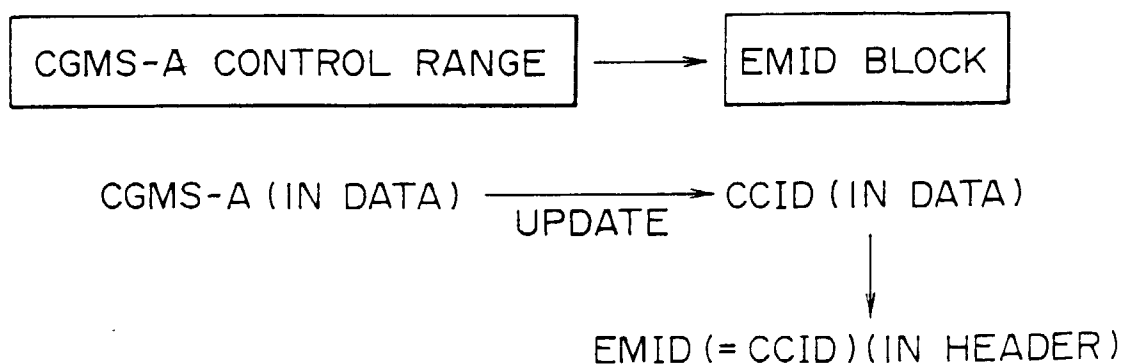 CGMS-A CONTROL RANGE EMID BLOCK
CGMS-A (IN DATA) UPDATE CCID (IN DATA)
EMID (= CCID) (IN HEADER)